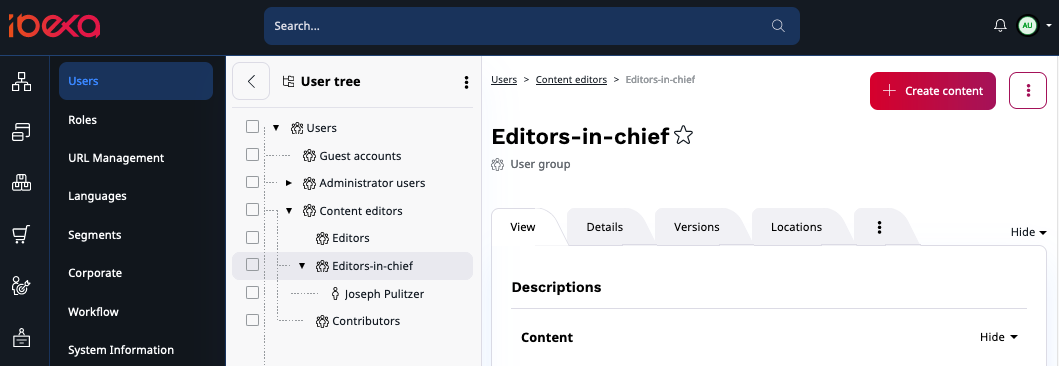 ibexa
Search...
AU
Users
Roles
URL Management
Languages
Segments
Corporate
Workflow
System Information
User tree
Users
Guest accounts
Administrator users
Content editors
Editors
Editors-in-chief
Joseph Pulitzer
Contributors
Users > Content editors > Editors-in-chief
Create content
Editors-in-chief
User group
View
Details
Versions
Locations
Hide
Descriptions
Content
Hide